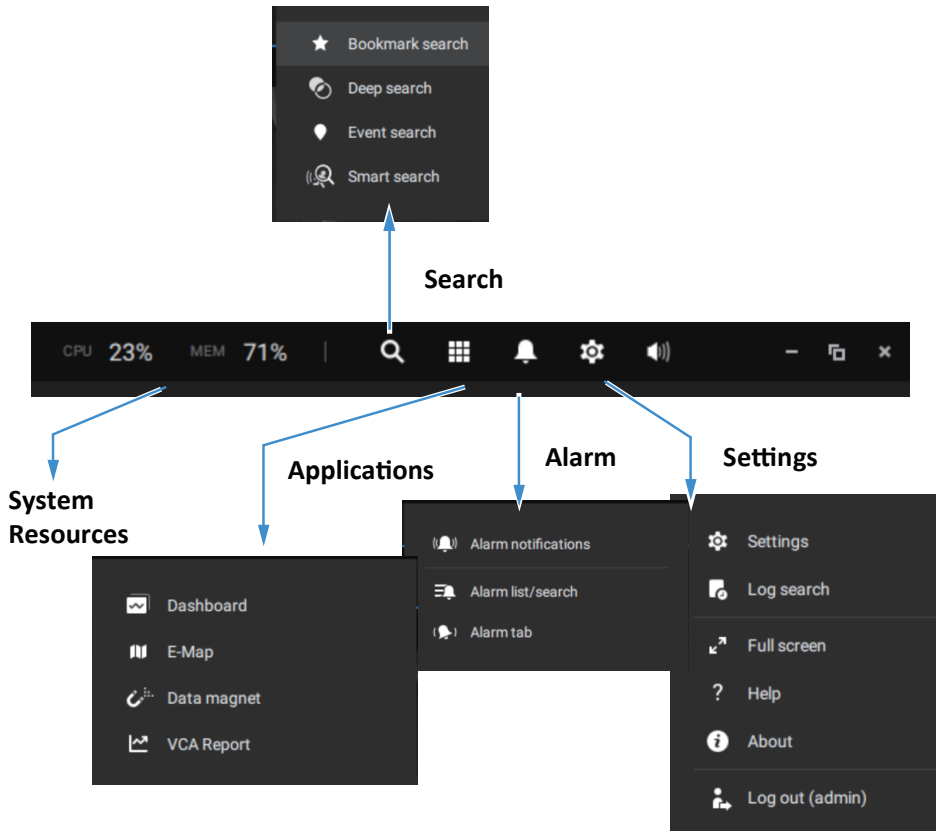 Bookmark search
Deep search
Event search
Smart search
Search
CPU 23% MEM 71%
Applications
Alarm
Settings
System
Resources
Dashboard
E-Map
Data magnet
VCA Report
Alarm notifications
Alarm list/search
Alarm tab
Settings
Log search
Full screen
? Help
About
Log out (admin)